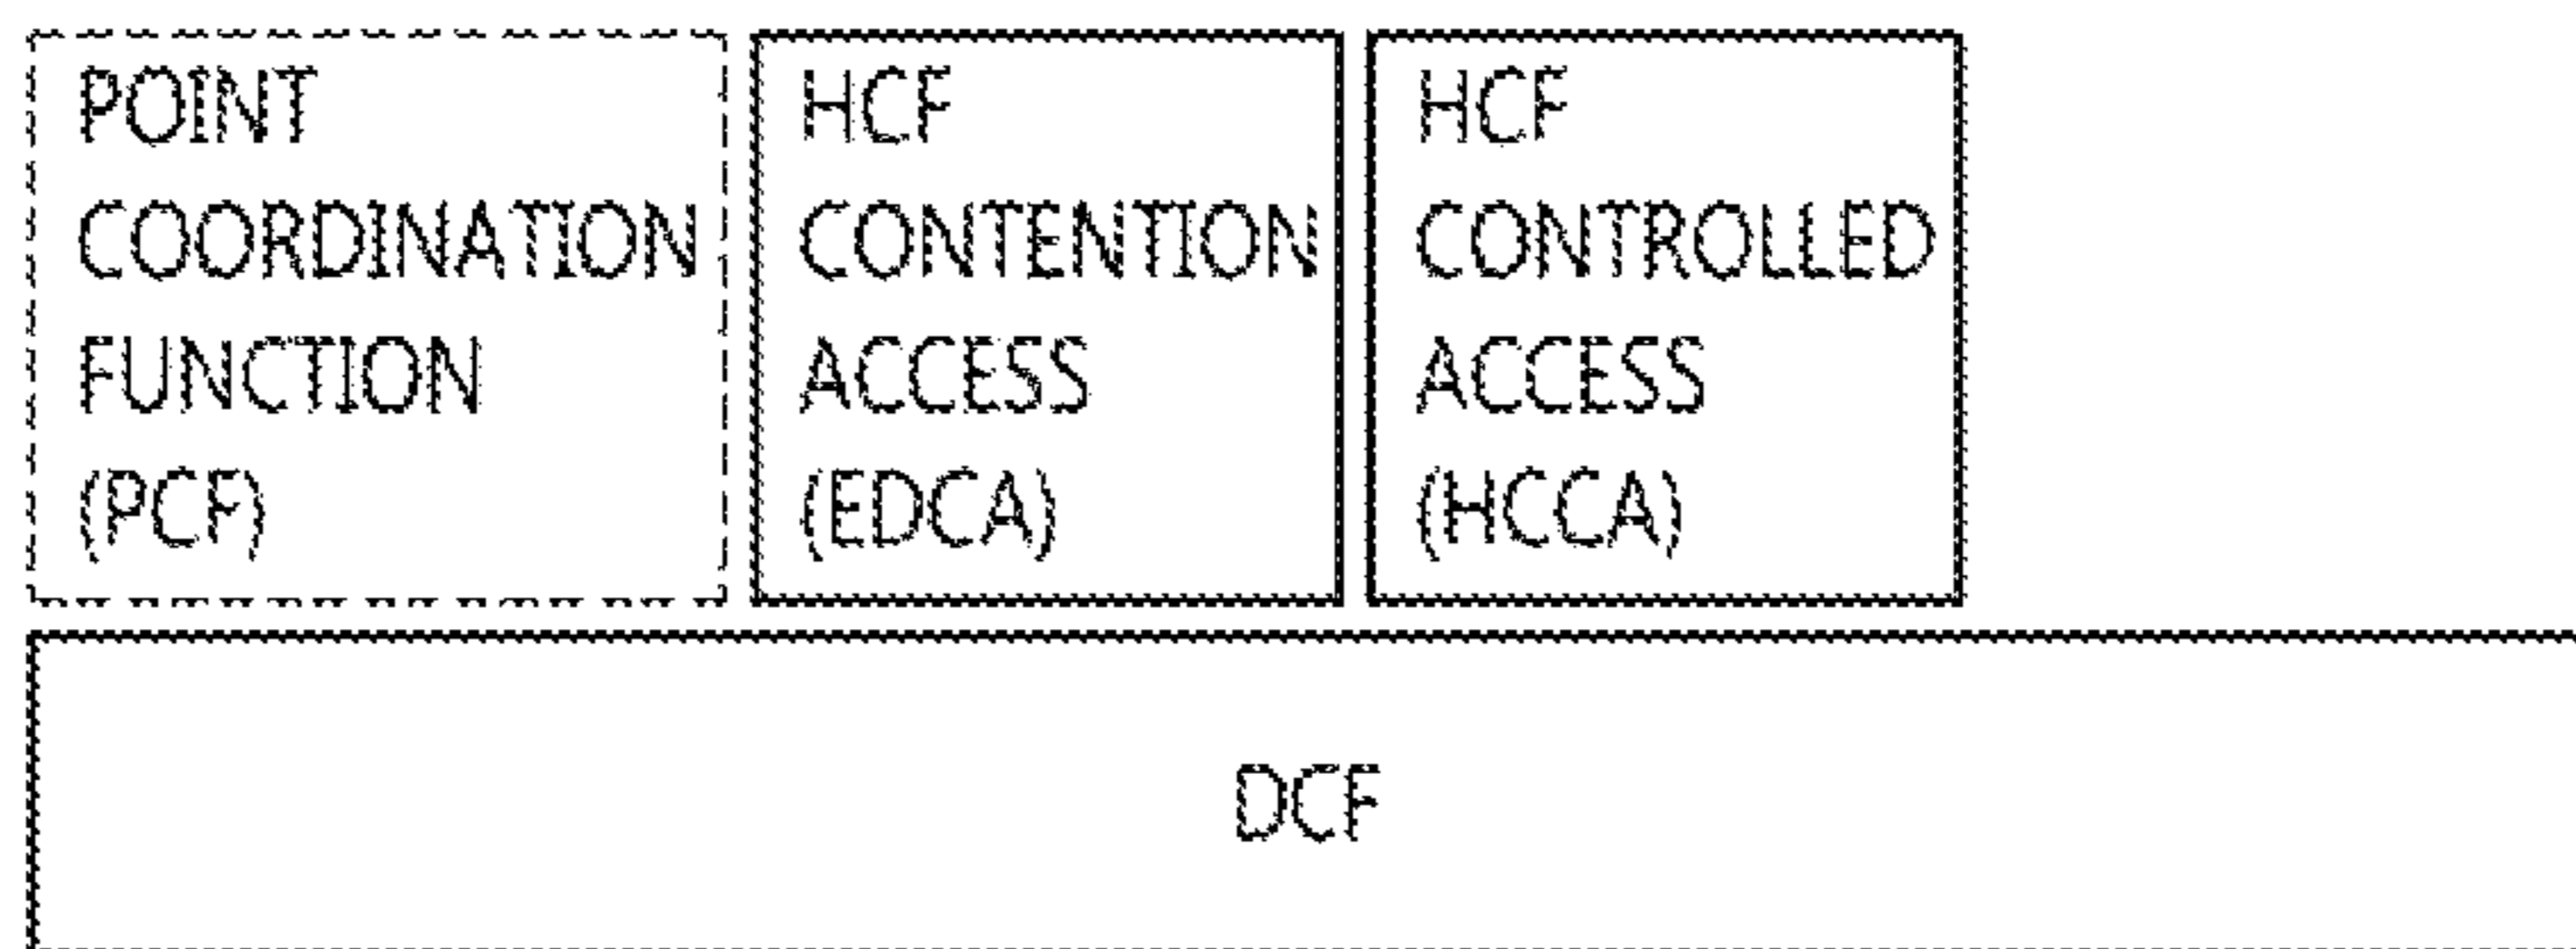 POINT
COORDINATION
FUNCTION
(PCF)
HCF
CONTENTION
ACCESS
(EDCA)
HCF
CONTROLLED
ACCESS
(HCCA)
DCF